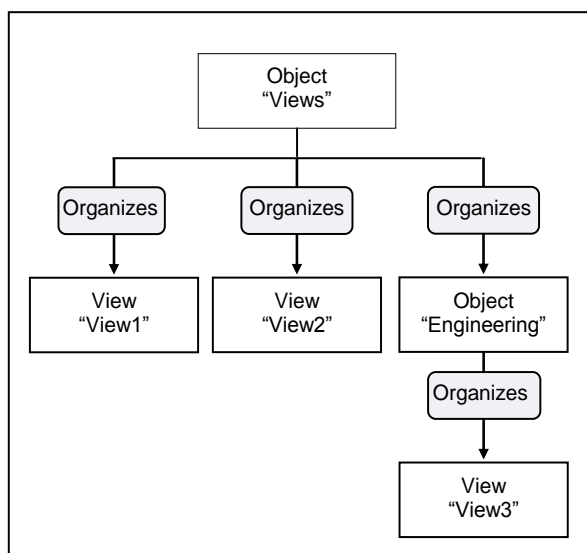 Object
“Views”
Organizes
Organizes
Organizes
View
“View1”
View
“View2”
Object
“Engineering”
Organizes
View
“View3”